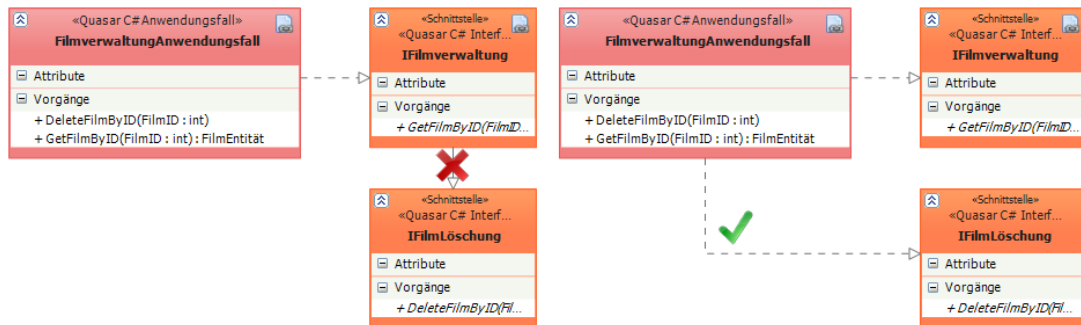 «Quasar C# Anwendungsfall»
FilmverwaltungAnwendungsfall
Attribute
Vorgänge
+ DeleteFilmByID(FilmID : int)
+ GetFilmByID(FilmID : int) : FilmEntität
«Schnittstelle»
«Quasar C# Interf...
IFilmverwaltung
Attribute
Vorgänge
+ GetFilmByID(FilmID...
«Schnittstelle»
«Quasar C# Interf...
IFilmLöschung
Attribute
Vorgänge
+ DeleteFilmByID(Fil...
«Quasar C# Anwendungsfall»
FilmverwaltungAnwendungsfall
Attribute
Vorgänge
+ DeleteFilmByID(FilmID : int)
+ GetFilmByID(FilmID : int) : FilmEntität
«Schnittstelle»
«Quasar C# Interf...
IFilmverwaltung
Attribute
Vorgänge
+ GetFilmByID(FilmID...
«Schnittstelle»
«Quasar C# Interf...
IFilmLöschung
Attribute
Vorgänge
+ DeleteFilmByID(Fil...